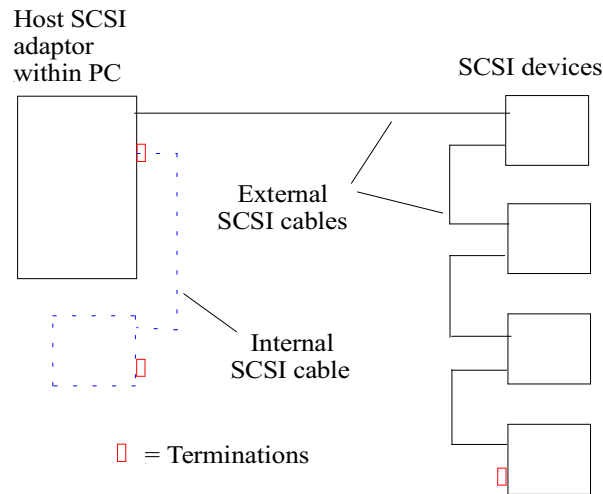 Host SCSI
adaptor
within PC
SCSI devices
External
SCSI cables
Internal
SCSI cable
= Terminations